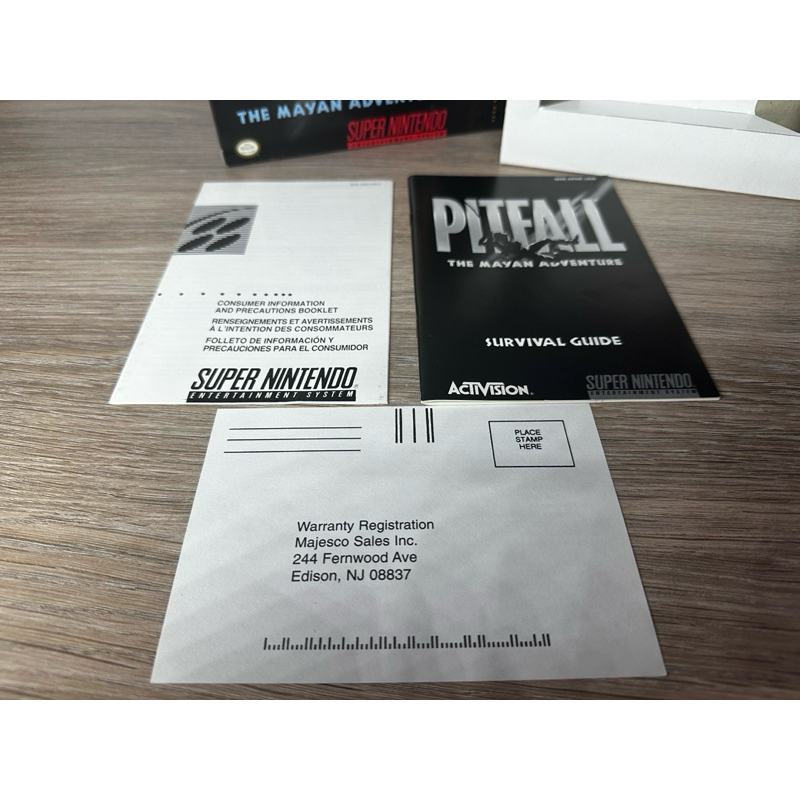 THE MAYAN ADVENTURE
SUPER NINTENDO
ENTERTAINMENT SYSTEM
CONSUMER INFORMATION
AND PRECAUTIONS BOOKLET
RENSEIGNEMENTS ET AVERTISSEMENTS
À L'INTENTION DES CONSOMMATEURS
FOLLETO DE INFORMACIÓN Y
PRECAUCIONES PARA EL CONSUMIDOR
SUPER NINTENDO
ENTERTAINMENT SYSTEM
PITFALL
THE MAYAN ADVENTURE
SURVIVAL GUIDE
ACTIVISION.
SUPER NINTENDO
ENTERTAINMENT SYSTEM
PLACE
STAMP
HERE
Warranty Registration
Majesco Sales Inc.
244 Fernwood Ave
Edison, NJ 08837